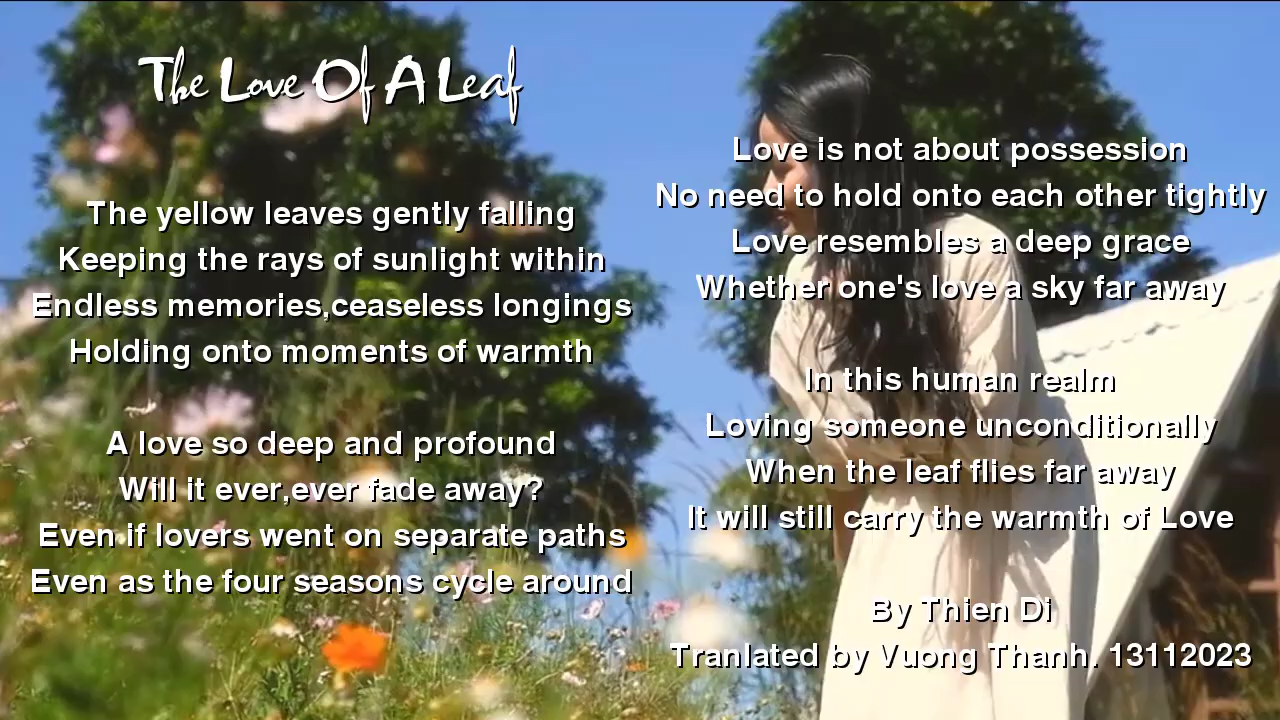 The Love Of A Leaf
The yellow leaves gently falling
Keeping the rays of sunlight within
Endless memories,ceaseless longings
Holding onto moments of warmth
A love so deep and profound
Will it ever,ever fade away?
Even if lovers went on separate paths
Even as the four seasons cycle around
Love is not about possession
No need to hold onto each other tightly
Love resembles a deep grace
Whether one's love a sky far away
In this human realm
Loving someone unconditionally
When the leaf flies far away
It will still carry the warmth of Love
By Thien Di
Tranlated by Vuong Thanh. 13112023